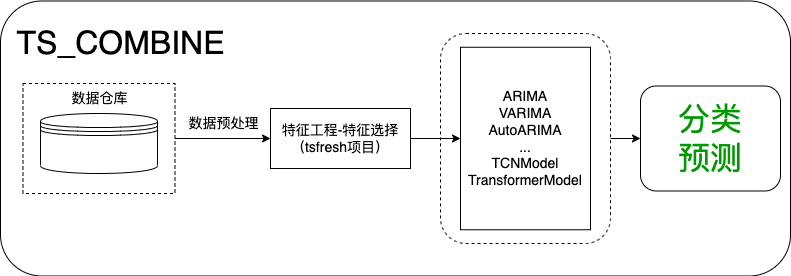 TS_COMBINE
数据仓库
数据预处理
特征工程-特征选择
（tsfresh项目）
ARIMA
VARIMA
AutoARIMA
...
TCNModel
TransformerModel
分类
预测